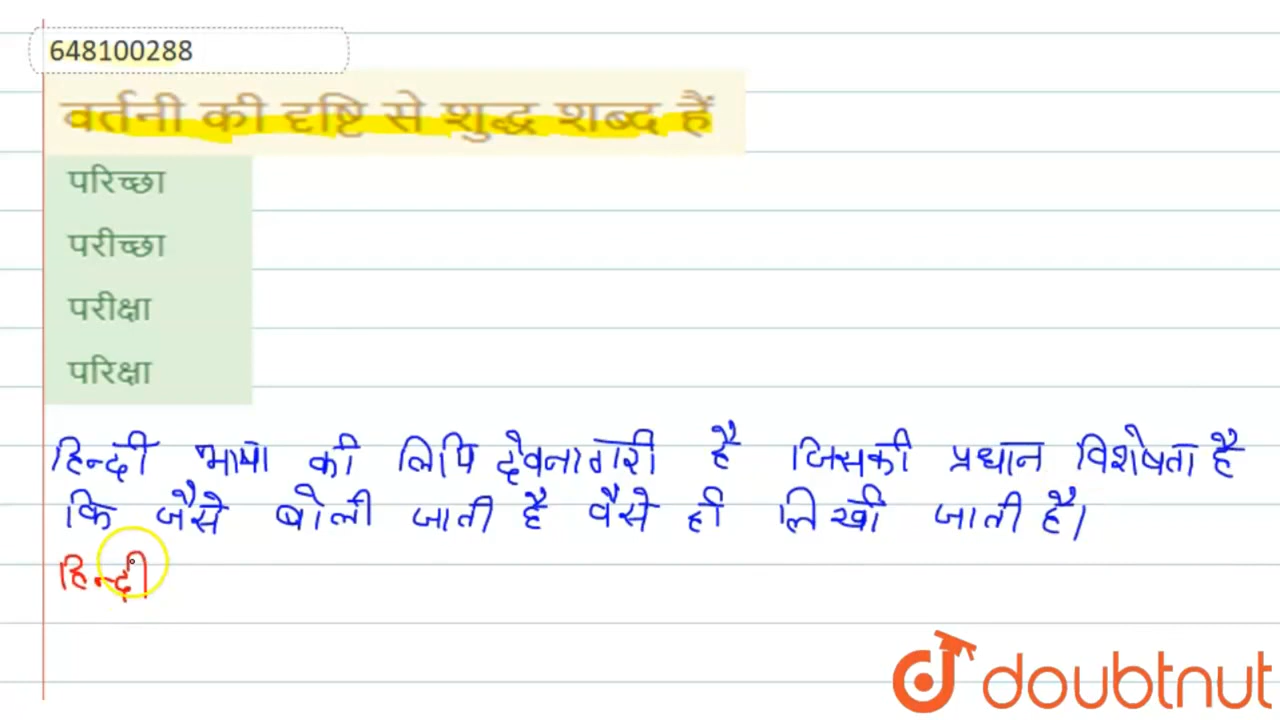 648100288
वर्तनी की दृष्टि से शुद्ध शब्द हैं
परिच्छा
परीच्छा
परीक्षा
परिक्षा
हिन्दी भाषा की लिपि देवनागरी है जिसकी प्रधान विशेषता है
कि जैसे बोली जाती है वैसे ही लिखी जाती है।
हिन्दी
doubtnut